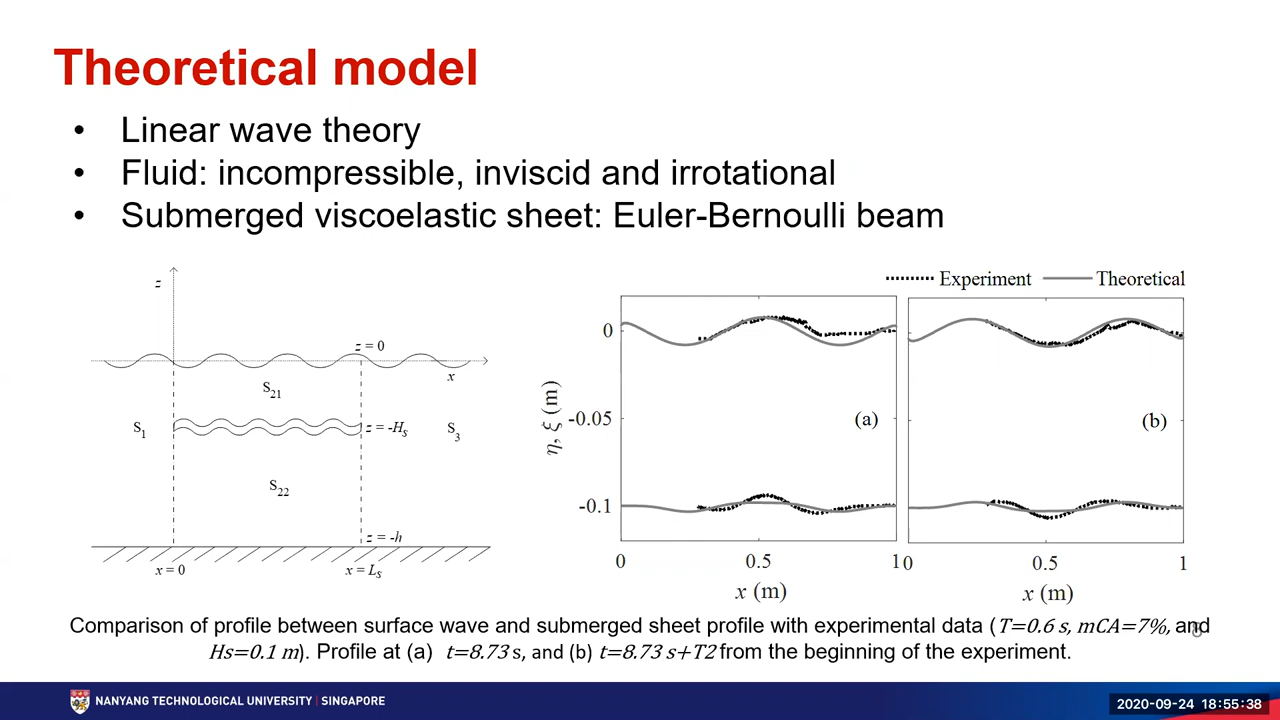 Theoretical model
• Linear wave theory
• Fluid: incompressible, inviscid and irrotational
• Submerged viscoelastic sheet: Euler-Bernoulli beam
z
z = 0
x
S21
S1
z = -Hs
S3
S22
z = -h
x = 0
x = Ls
Experiment
Theoretical
0
-0.05
-0.1
η, ξ (m)
(a)
(b)
0
0.5
1
0
0.5
1
x (m)
x (m)
Comparison of profile between surface wave and submerged sheet profile with experimental data (T=0.6 s, mCA=7%, and
Hs=0.1 m). Profile at (a) t=8.73 s, and (b) t=8.73 s+T2 from the beginning of the experiment.
NANYANG TECHNOLOGICAL UNIVERSITY | SINGAPORE
2020-09-24 18:55:38